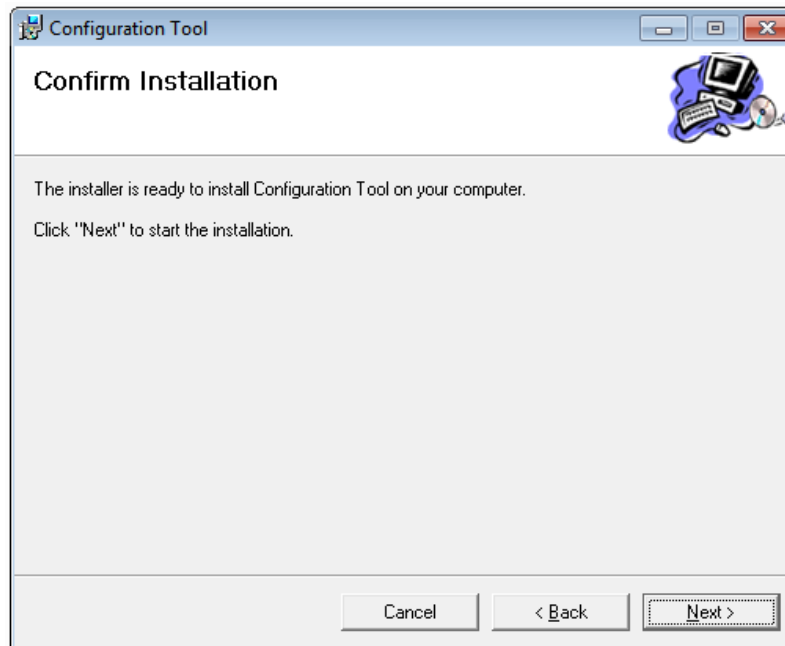 Configuration Tool
Confirm Installation
The installer is ready to install Configuration Tool on your computer.
Click "Next" to start the installation.
Cancel
< Back
Next >